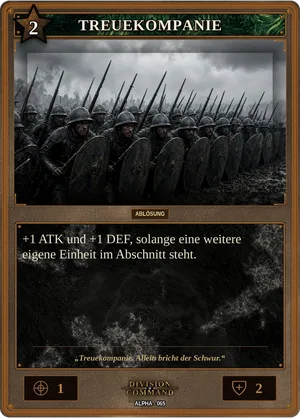 2
TREUEKOMPANIE
ABLÖSUNG
+1 ATK und +1 DEF, solange eine weitere
eigene Einheit im Abschnitt steht.
„Treuekompanie. Allein bricht der Schwur.“
1
DIVISION
COMMAND
2
ALPHA 065